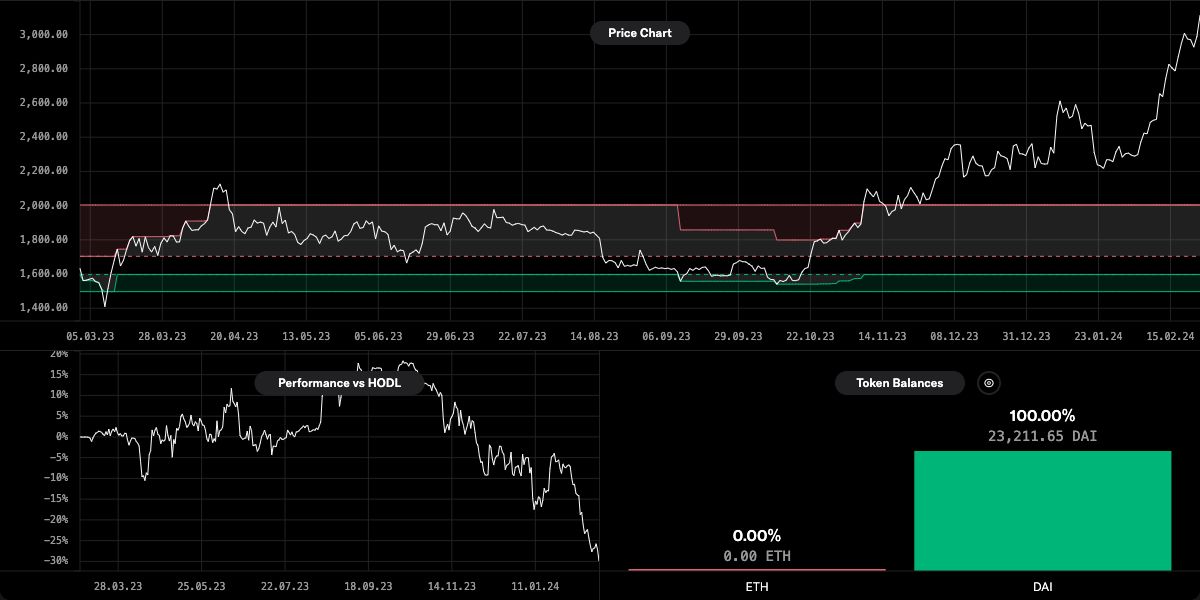 Price Chart
3,000.00
2,800.00
2,600.00
2,400.00
2,200.00
2,000.00
1,800.00
1,600.00
1,400.00
05.03.23 28.03.23 20.04.23 13.05.23 05.06.23 29.06.23 22.07.23 14.08.23 06.09.23 29.09.23 22.10.23 14.11.23 08.12.23 31.12.23 23.01.24 15.02.24
Performance vs HODL
20%
15%
10%
5%
0%
-5%
-10%
-15%
-20%
-25%
-30%
28.03.23 25.05.23 22.07.23 18.09.23 14.11.23 11.01.24
Token Balances
100.00%
23,211.65 DAI
0.00%
0.00 ETH
ETH DAI